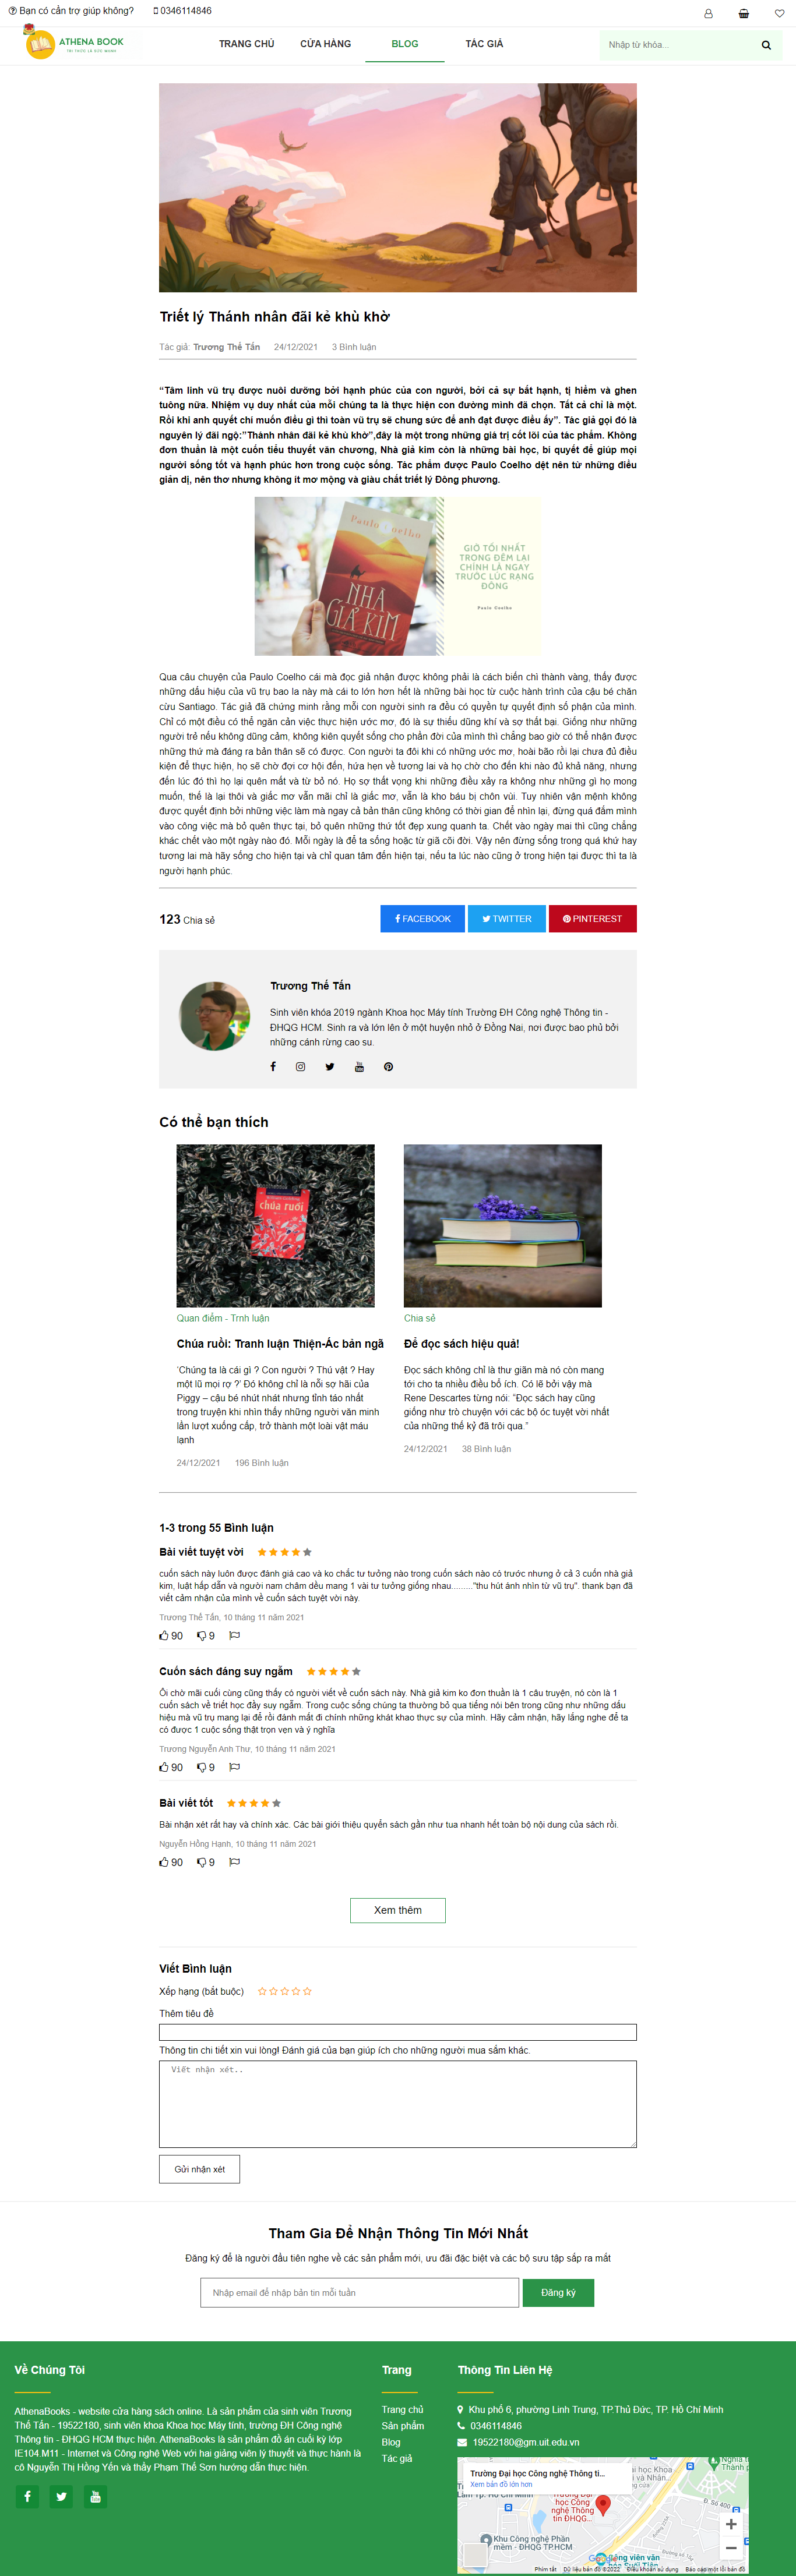 Bạn có cần trợ giúp không? 0346114846
ATHENA BOOK
TRI THỨC LÀ SỨC MẠNH
TRANG CHỦ CỬA HÀNG BLOG TÁC GIẢ
Nhập từ khóa...
Triết lý Thánh nhân đãi kẻ khù khờ
Tác giả: Trương Thế Tấn 24/12/2021 3 Bình luận
“Tâm linh vũ trụ được nuôi dưỡng bởi hạnh phúc của con người, bởi cả sự bất hạnh, tị hiềm và ghen
tuông nữa. Nhiệm vụ duy nhất của mỗi chúng ta là thực hiện con đường mình đã chọn. Tất cả chỉ là một.
Rồi khi anh quyết chí muốn điều gì thì toàn vũ trụ sẽ chung sức để anh đạt được điều ấy”. Tác giả gọi đó là
nguyên lý đãi ngộ:”Thánh nhân đãi kẻ khù khờ”,đây là một trong những giá trị cốt lõi của tác phẩm. Không
đơn thuần là một cuốn tiểu thuyết văn chương, Nhà giả kim còn là những bài học, bí quyết để giúp mọi
người sống tốt và hạnh phúc hơn trong cuộc sống. Tác phẩm được Paulo Coelho dệt nên từ những điều
giản dị, nên thơ nhưng không ít mơ mộng và giàu chất triết lý Đông phương.
Paulo Coelho
NHÀ
GIẢ KIM
GIỜ TỐI NHẤT
TRONG ĐÊM LẠI
CHÍNH LÀ NGAY
TRƯỚC LÚC RẠNG
ĐÔNG
Paulo Coelho
Qua câu chuyện của Paulo Coelho cái mà đọc giả nhận được không phải là cách biến chì thành vàng, thấy được
những dấu hiệu của vũ trụ bao la này mà cái to lớn hơn hết là những bài học từ cuộc hành trình của cậu bé chăn
cừu Santiago. Tác giả đã chứng minh rằng mỗi con người sinh ra đều có quyền tự quyết định số phận của mình.
Chỉ có một điều có thể ngăn cản việc thực hiện ước mơ, đó là sự thiếu dũng khí và sợ thất bại. Giống như những
người trẻ nếu không dũng cảm, không kiên quyết sống cho phần đời của mình thì chẳng bao giờ có thể nhận được
những thứ mà đáng ra bản thân sẽ có được. Con người ta đôi khi có những ước mơ, hoài bão rồi lại chưa đủ điều
kiện để thực hiện, họ sẽ chờ đợi cơ hội đến, hứa hẹn về tương lai và họ chờ cho đến khi nào đủ khả năng, nhưng
đến lúc đó thì họ lại quên mất và từ bỏ nó. Họ sợ thất vọng khi những điều xảy ra không như những gì họ mong
muốn, thế là lại thôi và giấc mơ vẫn mãi chỉ là giấc mơ, vẫn là kho báu bị chôn vùi. Tuy nhiên vận mệnh không
được quyết định bởi những việc làm mà ngay cả bản thân cũng không có thời gian để nhìn lại, đừng quá đắm mình
vào công việc mà bỏ quên thực tại, bỏ quên những thứ tốt đẹp xung quanh ta. Chết vào ngày mai thì cũng chẳng
khác chết vào một ngày nào đó. Mỗi ngày là để ta sống hoặc từ giã cõi đời. Vậy nên đừng sống trong quá khứ hay
tương lai mà hãy sống cho hiện tại và chỉ quan tâm đến hiện tại, nếu ta lúc nào cũng ở trong hiện tại được thì ta là
người hạnh phúc.
123 Chia sẻ
FACEBOOK TWITTER PINTEREST
Trương Thế Tấn
Sinh viên khóa 2019 ngành Khoa học Máy tính Trường ĐH Công nghệ Thông tin -
ĐHQG HCM. Sinh ra và lớn lên ở một huyện nhỏ ở Đồng Nai, nơi được bao phủ bởi
những cánh rừng cao su.
Có thể bạn thích
chúa ruồi
Quan điểm - Trnh luận
Chúa ruồi: Tranh luận Thiện-Ác bản ngã
‘Chúng ta là cái gì ? Con người ? Thú vật ? Hay
một lũ mọi rợ ?’ Đó không chỉ là nỗi sợ hãi của
Piggy – cậu bé nhút nhát nhưng tỉnh táo nhất
trong truyện khi nhìn thấy những người văn minh
lần lượt xuống cấp, trở thành một loài vật máu
lạnh
24/12/2021 196 Bình luận
Chia sẻ
Để đọc sách hiệu quả!
Đọc sách không chỉ là thư giãn mà nó còn mang
tới cho ta nhiều điều bổ ích. Có lẽ bởi vậy mà
Rene Descartes từng nói: “Đọc sách hay cũng
giống như trò chuyện với các bộ óc tuyệt vời nhất
của những thế kỷ đã trôi qua.”
24/12/2021 38 Bình luận
1-3 trong 55 Bình luận
Bài viết tuyệt vời
cuốn sách này luôn được đánh giá cao và ko chắc tư tưởng nào trong cuốn sách nào có trước nhưng ở cả 3 cuốn nhà giả
kim, luật hấp dẫn và người nam châm dều mang 1 vài tư tưởng giống nhau.........”thu hút ánh nhìn từ vũ trụ”. thank bạn đã
viết cảm nhận của mình về cuốn sách tuyệt vời này.
Trương Thế Tấn, 10 tháng 11 năm 2021
90 9
Cuốn sách đáng suy ngẫm
Ôi chờ mãi cuối cùng cũng thấy có người viết về cuốn sách này. Nhà giả kim ko đơn thuần là 1 câu truyện, nó còn là 1
cuốn sách về triết học đầy suy ngẫm. Trong cuộc sống chúng ta thường bỏ qua tiếng nói bên trong cũng như những dấu
hiệu mà vũ trụ mang lại để rồi đánh mất đi chính những khát khao thực sự của mình. Hãy cảm nhận, hãy lắng nghe để ta
có được 1 cuộc sống thật trọn vẹn và ý nghĩa
Trương Nguyễn Anh Thư, 10 tháng 11 năm 2021
90 9
Bài viết tốt
Bài nhận xét rất hay và chính xác. Các bài giới thiệu quyển sách gần như tua nhanh hết toàn bộ nội dung của sách rồi.
Nguyễn Hồng Hạnh, 10 tháng 11 năm 2021
90 9
Xem thêm
Viết Bình luận
Xếp hạng (bắt buộc)
Thêm tiêu đề
Thông tin chi tiết xin vui lòng! Đánh giá của bạn giúp ích cho những người mua sắm khác.
Viết nhận xét..
Gửi nhận xét
Tham Gia Để Nhận Thông Tin Mới Nhất
Đăng ký để là người đầu tiên nghe về các sản phẩm mới, ưu đãi đặc biệt và các bộ sưu tập sắp ra mắt
Nhập email để nhập bản tin mỗi tuần
Đăng ký
Về Chúng Tôi
AthenaBooks - website cửa hàng sách online. Là sản phẩm của sinh viên Trương
Thế Tấn - 19522180, sinh viên khoa Khoa học Máy tính, trường ĐH Công nghệ
Thông tin - ĐHQG HCM thực hiện. AthenaBooks là sản phẩm đồ án cuối kỳ lớp
IE104.M11 - Internet và Công nghệ Web với hai giảng viên lý thuyết và thực hành là
cô Nguyễn Thị Hồng Yến và thầy Phạm Thế Sơn hướng dẫn thực hiện.
Trang
Trang chủ
Sản phẩm
Blog
Tác giả
Thông Tin Liên Hệ
Khu phố 6, phường Linh Trung, TP.Thủ Đức, TP. Hồ Chí Minh
0346114846
19522180@gm.uit.edu.vn
Trường Đại học Công nghệ Thông ti...
Xem bản đồ lớn hơn
Trường Đại
học Công
nghệ Thông
tin ĐHQG...
Khu Công nghệ Phần
mềm - ĐHQG TP.HCM
Google
Công viên văn
Đ. Số 400
Phím tắt Dữ liệu bản đồ ©2022 Điều khoản sử dụng Báo cáo một lỗi bản đồ